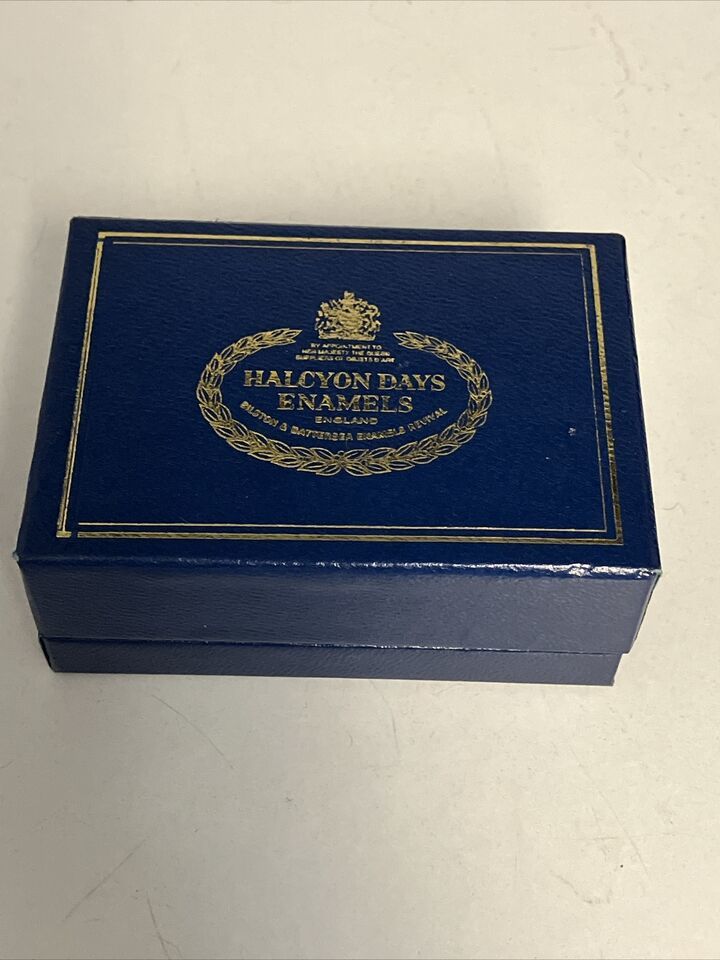 BY APPOINTMENT TO
HER MAJESTY THE QUEEN
SUPPLIERS OF OBJETS D'ART
HALCYON DAYS
ENAMELS
ENGLAND
BILSTON & BATTERSEA ENAMELS REVIVAL